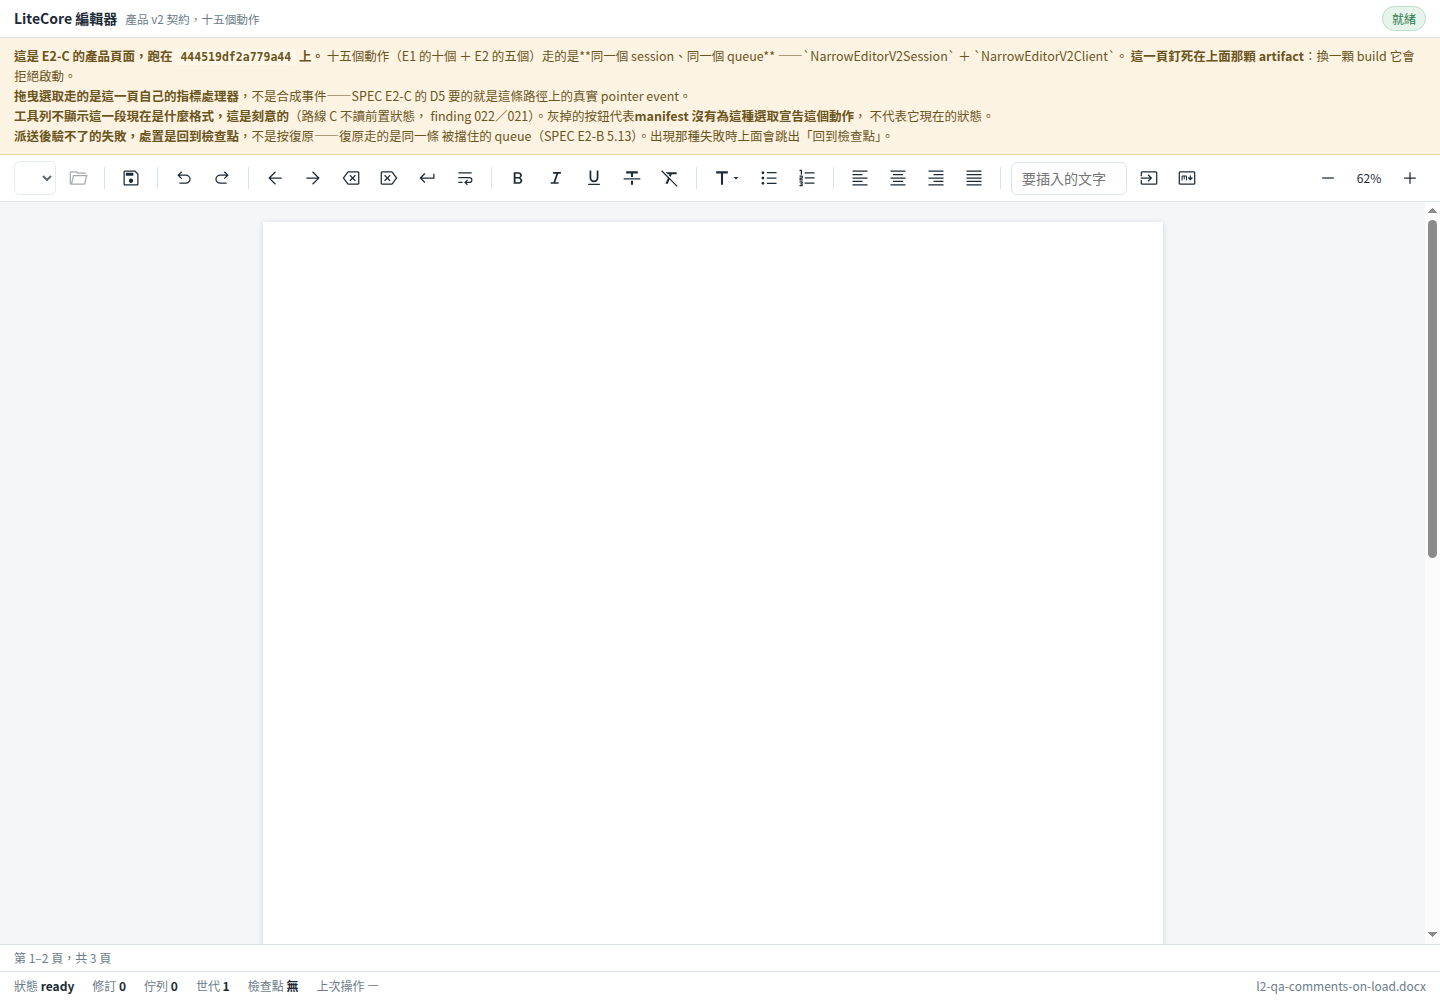 LiteCore 編輯器 產品 v2 契約，十五個動作 就緒
這是 E2-C 的產品頁面，跑在 444519df2a779a44 上。十五個動作（E1 的十個 ＋ E2 的五個）走的是**同一個 session、同一個 queue** ——`NarrowEditorV2Session` ＋ `NarrowEditorV2Client`。這一頁釘死在上面那顆 artifact：換一顆 build 它會
拒絕啟動。
拖曳選取走的是這一頁自己的指標處理器，不是合成事件——SPEC E2-C 的 D5 要的就是這條路徑上的真實 pointer event。
工具列不顯示這一段現在是什麼格式，這是刻意的（路線 C 不讀前置狀態， finding 022／021）。灰掉的按鈕代表manifest 沒有為這種選取宣告這個動作， 不代表它現在的狀態。
派送後驗不了的失敗，處置是回到檢查點，不是按復原——復原走的是同一條 被擋住的 queue（SPEC E2-B 5.13）。出現那種失敗時上面會跳出「回到檢查點」。
要插入的文字 62%
第 1–2 頁，共 3 頁
狀態 ready 修訂 0 佇列 0 世代 1 檢查點 無 上次操作 — l2-qa-comments-on-load.docx